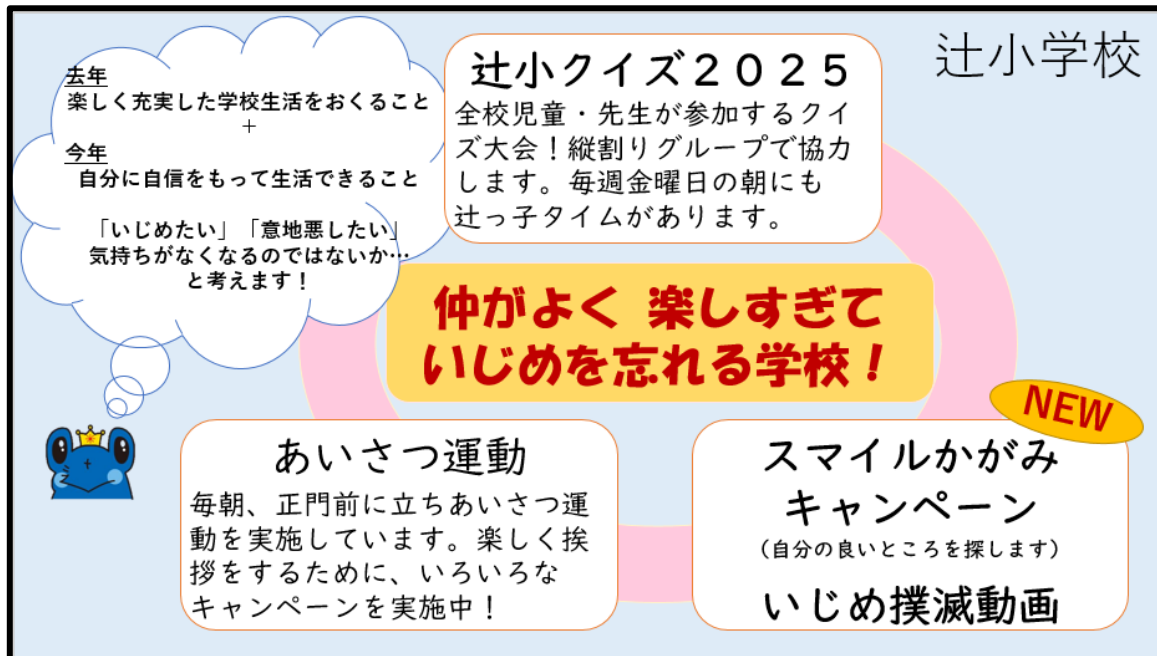 辻小学校
去年
楽しく充実した学校生活をおくること
+
今年
自分に自信をもって生活できること
「いじめたい」「意地悪したい」
気持ちがなくなるのではないか…
と考えます！
辻小クイズ２０２５
全校児童・先生が参加するクイ
ズ大会！縦割りグループで協力
します。毎週金曜日の朝にも
辻っ子タイムがあります。
仲がよく 楽しすぎて
いじめを忘れる学校！
あいさつ運動
毎朝、正門前に立ちあいさつ運
動を実施しています。楽しく挨
拶をするために、いろいろな
キャンペーンを実施中！
NEW
スマイルかがみ
キャンペーン
（自分の良いところを探します）
いじめ撲滅動画